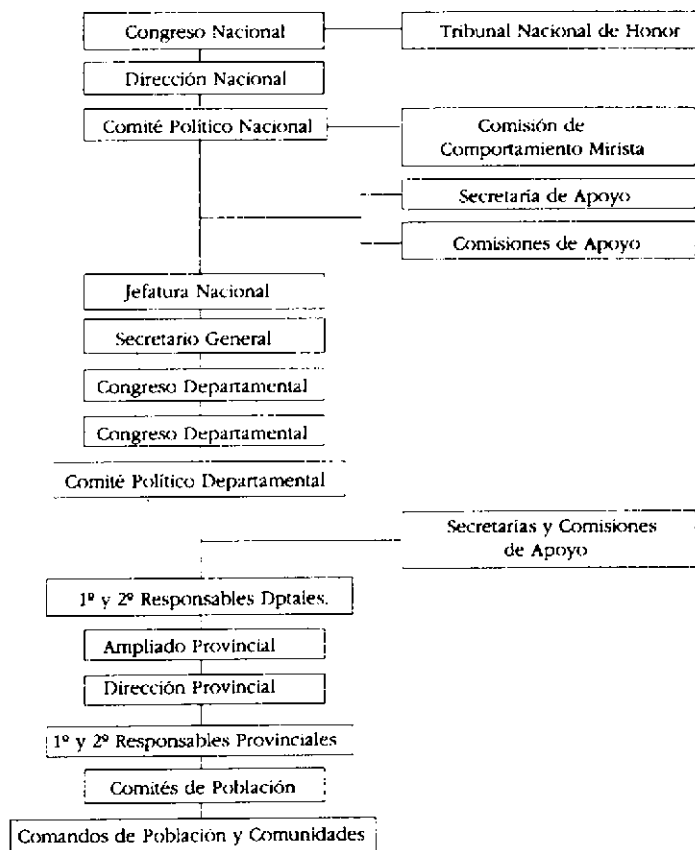 Congreso Nacional
Tribunal Nacional de Honor
Dirección Nacional
Comité Político Nacional
Comisión de
Comportamiento Mirista
Secretaría de Apoyo
Comisiones de Apoyo
Jefatura Nacional
Secretario General
Congreso Departamental
Congreso Departamental
Comité Político Departamental
Secretarías y Comisiones
de Apoyo
1º y 2º Responsables Dptales.
Ampliado Provincial
Dirección Provincial
1º y 2º Responsables Provinciales
Comités de Población
Comandos de Población y Comunidades